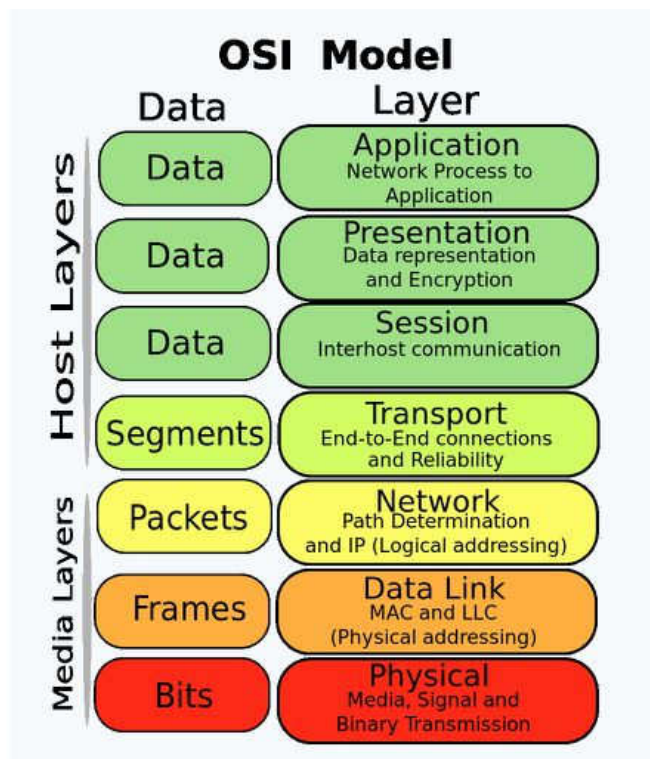 OSI Model
Data
Layer
Host Layers
Data
Application
Network Process to
Application
Data
Presentation
Data representation
and Encryption
Data
Session
Interhost communication
Segments
Transport
End-to-End connections
and Reliability
Media Layers
Packets
Network
Path Determination
and IP (Logical addressing)
Frames
Data Link
MAC and LLC
(Physical addressing)
Bits
Physical
Media, Signal and
Binary Transmission